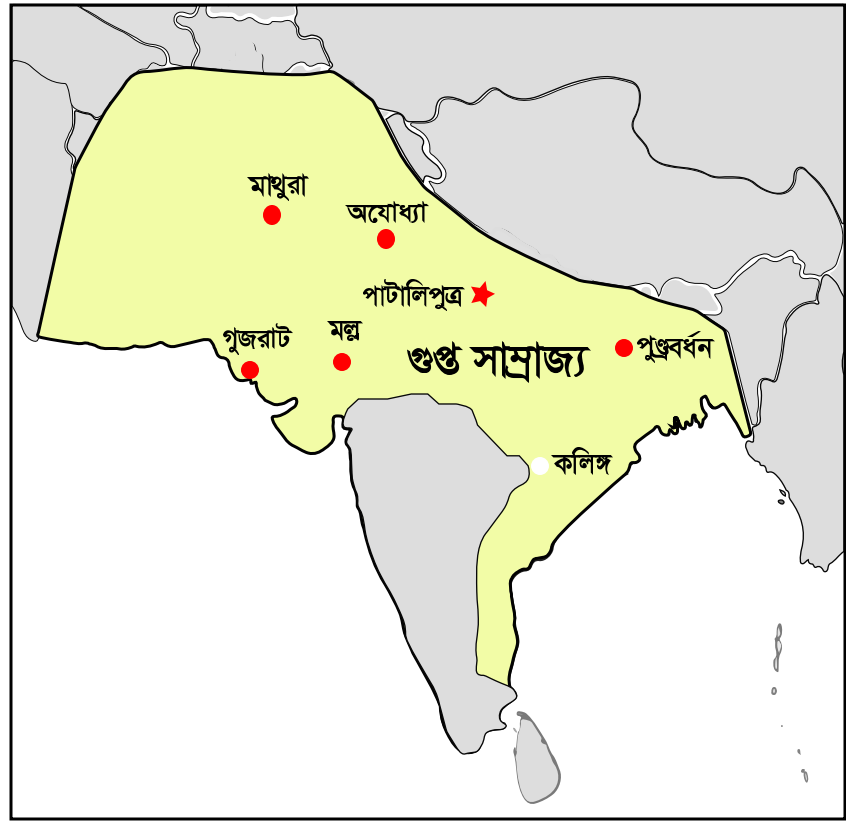 মাথুরা
অযোধ্যা
পাটালিপুত্র
গুজরাট
মল্ল
গুপ্ত সাম্রাজ্য
পুণ্ড্রবর্ধন
কলিঙ্গ